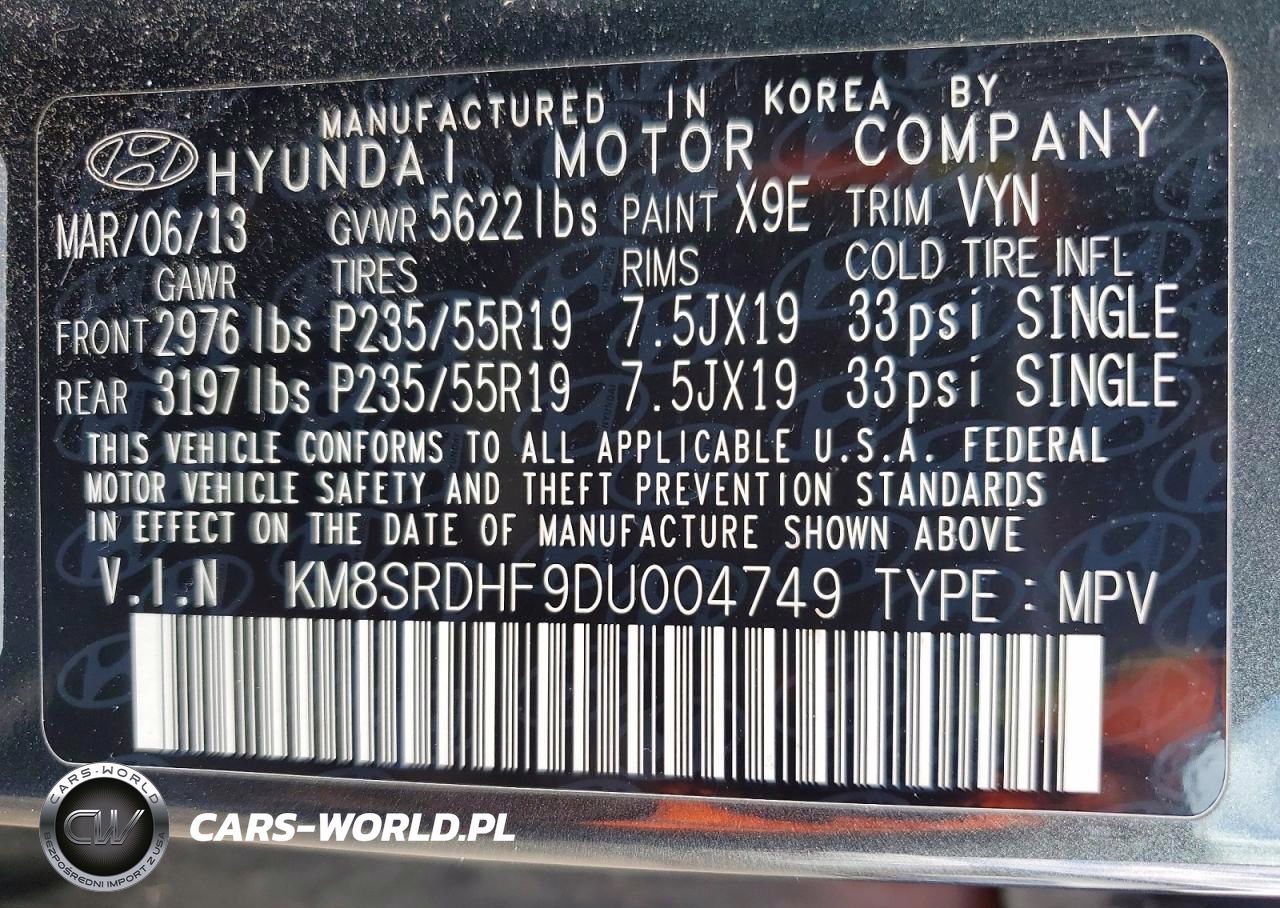 MANUFACTURED IN KOREA BY
HYUNDAI MOTOR COMPANY
MAR/06/13 GVWR 5622lbs PAINT X9E TRIM VYN
GAWR TIRES RIMS COLD TIRE INFL
FRONT 2976lbs P235/55R19 7.5JX19 33psi SINGLE
REAR 3197lbs P235/55R19 7.5JX19 33psi SINGLE
THIS VEHICLE CONFORMS TO ALL APPLICABLE U.S.A. FEDERAL
MOTOR VEHICLE SAFETY AND THEFT PREVENTION STANDARDS
IN EFFECT ON THE DATE OF MANUFACTURE SHOWN ABOVE
V.I.N KM8SRDHF9DU004749 TYPE : MPV
CARS-WORLD
CW
BEZPOŚREDNI IMPORT Z USA
CARS-WORLD.PL